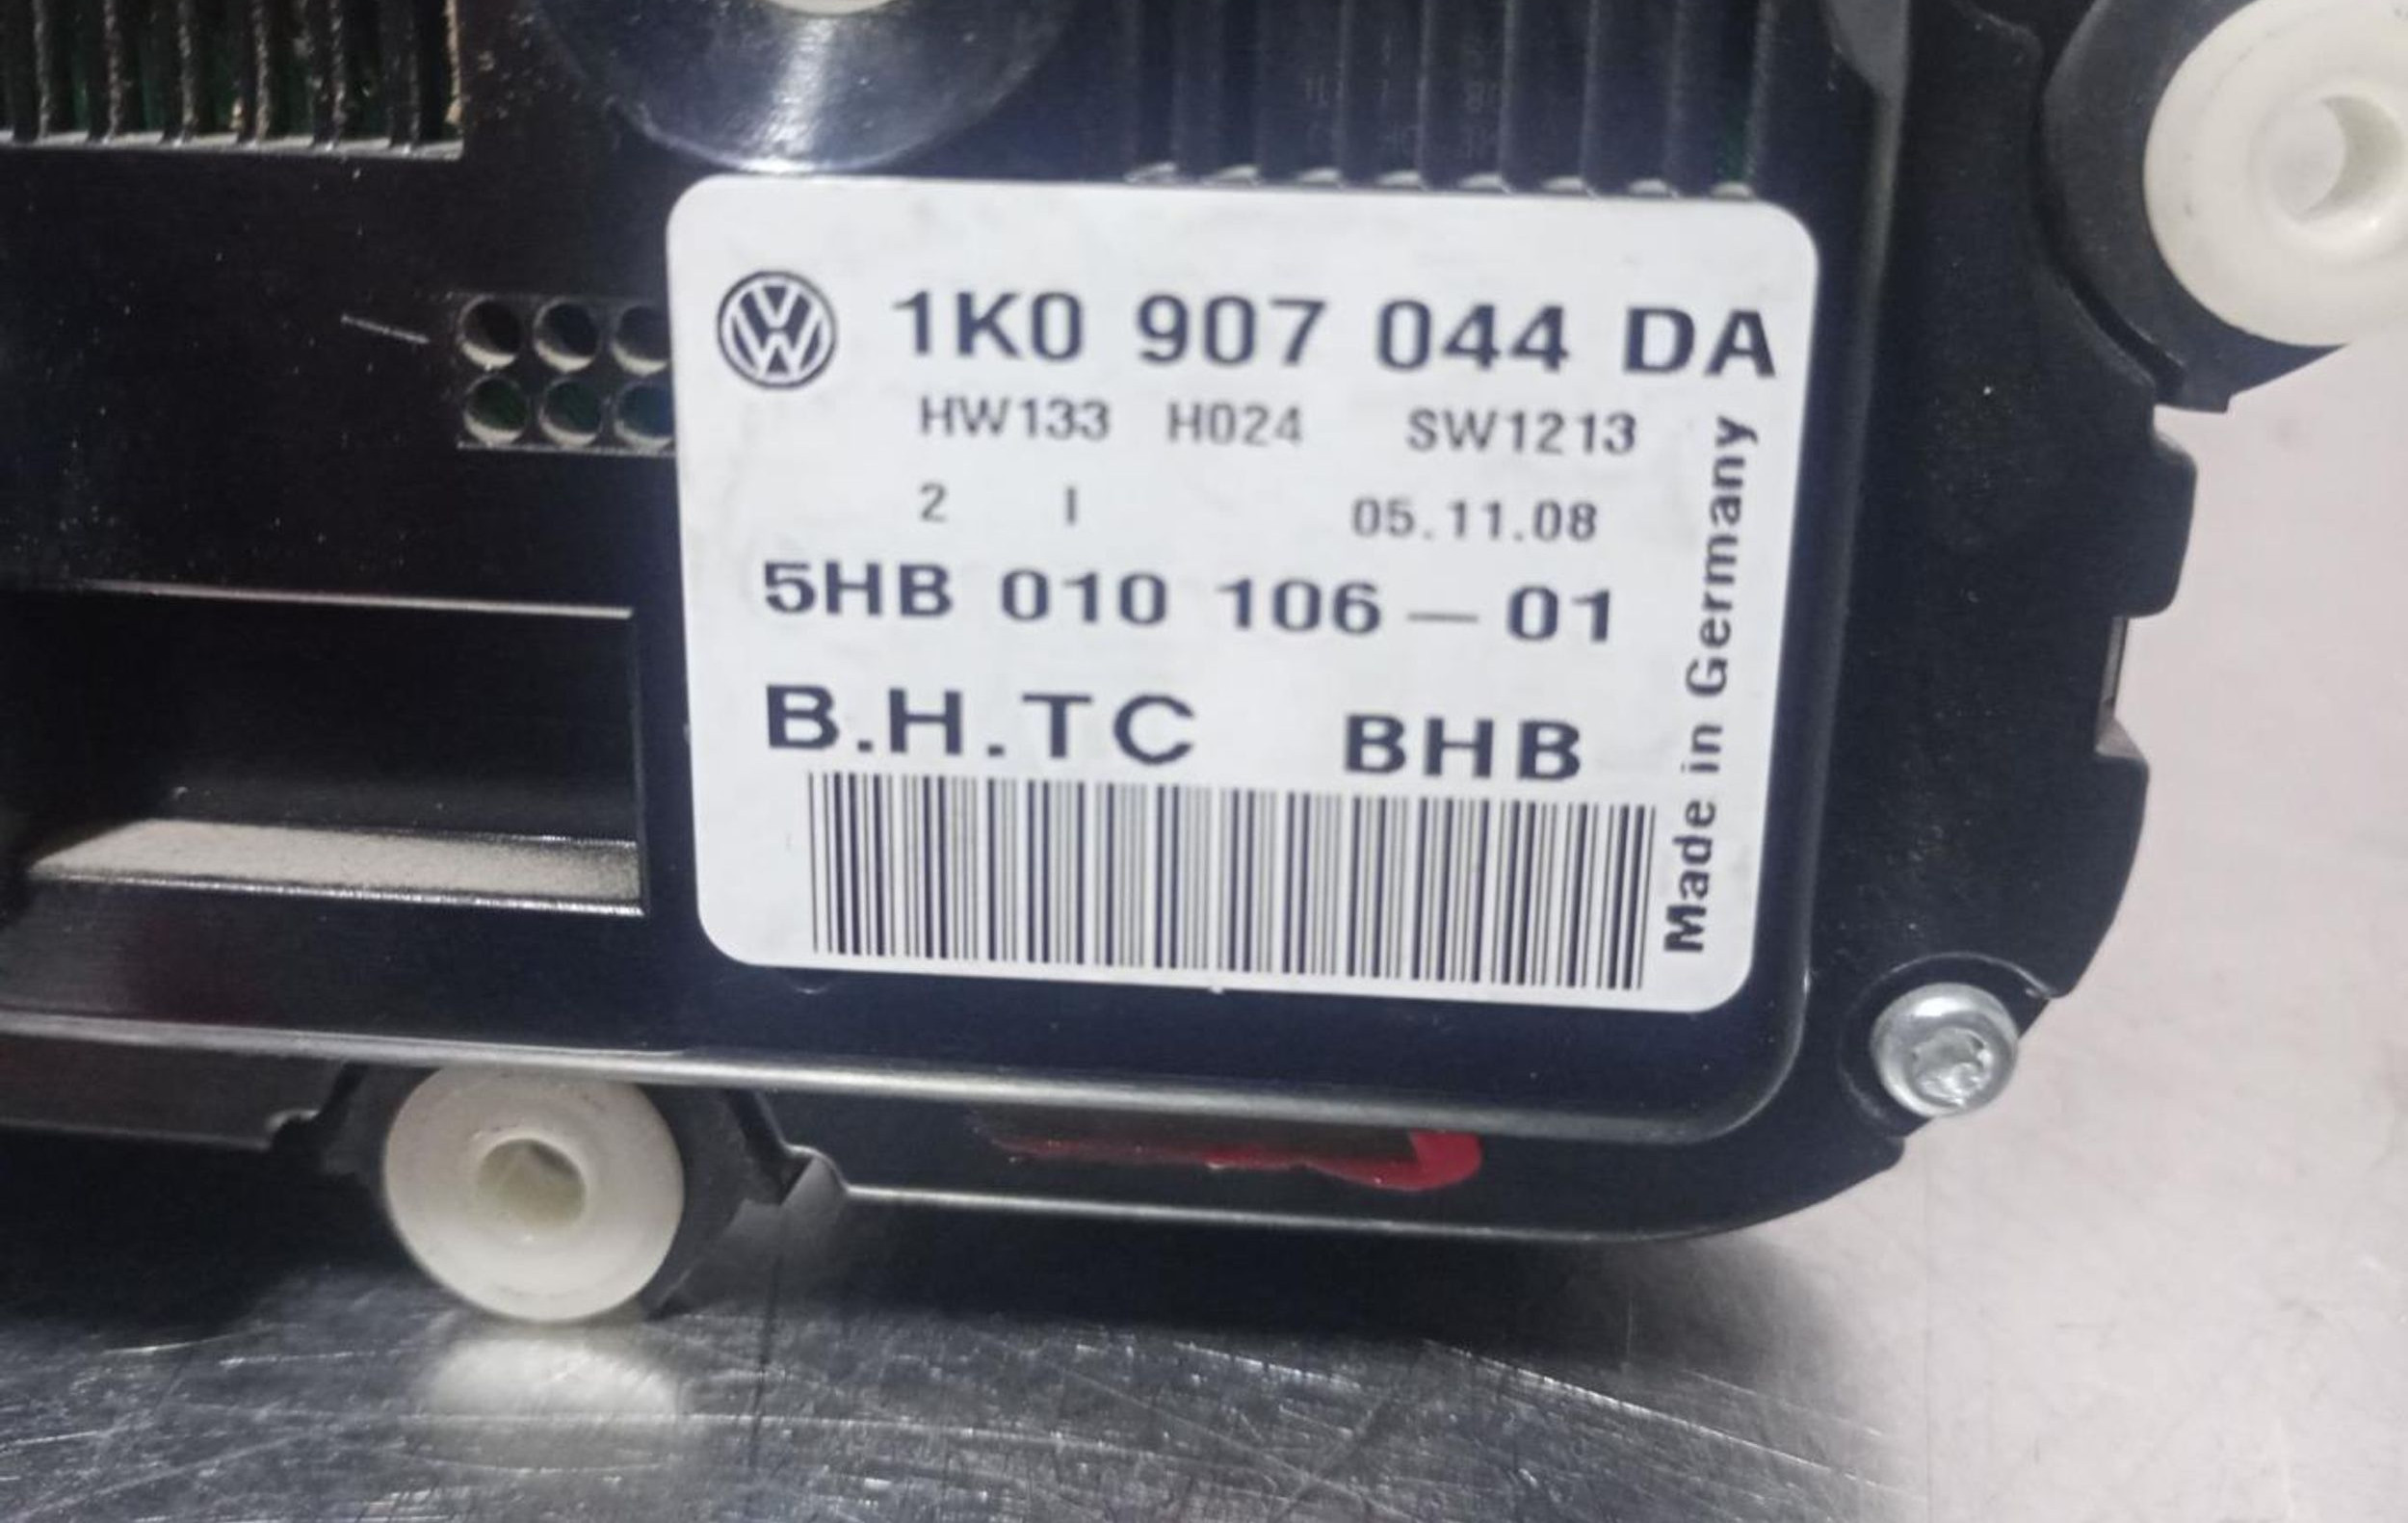 1K0 907 044 DA
HW133 H024 SW1213
2 I 05.11.08
5HB 010 106-01
B.H.TC BHB
Made in Germany